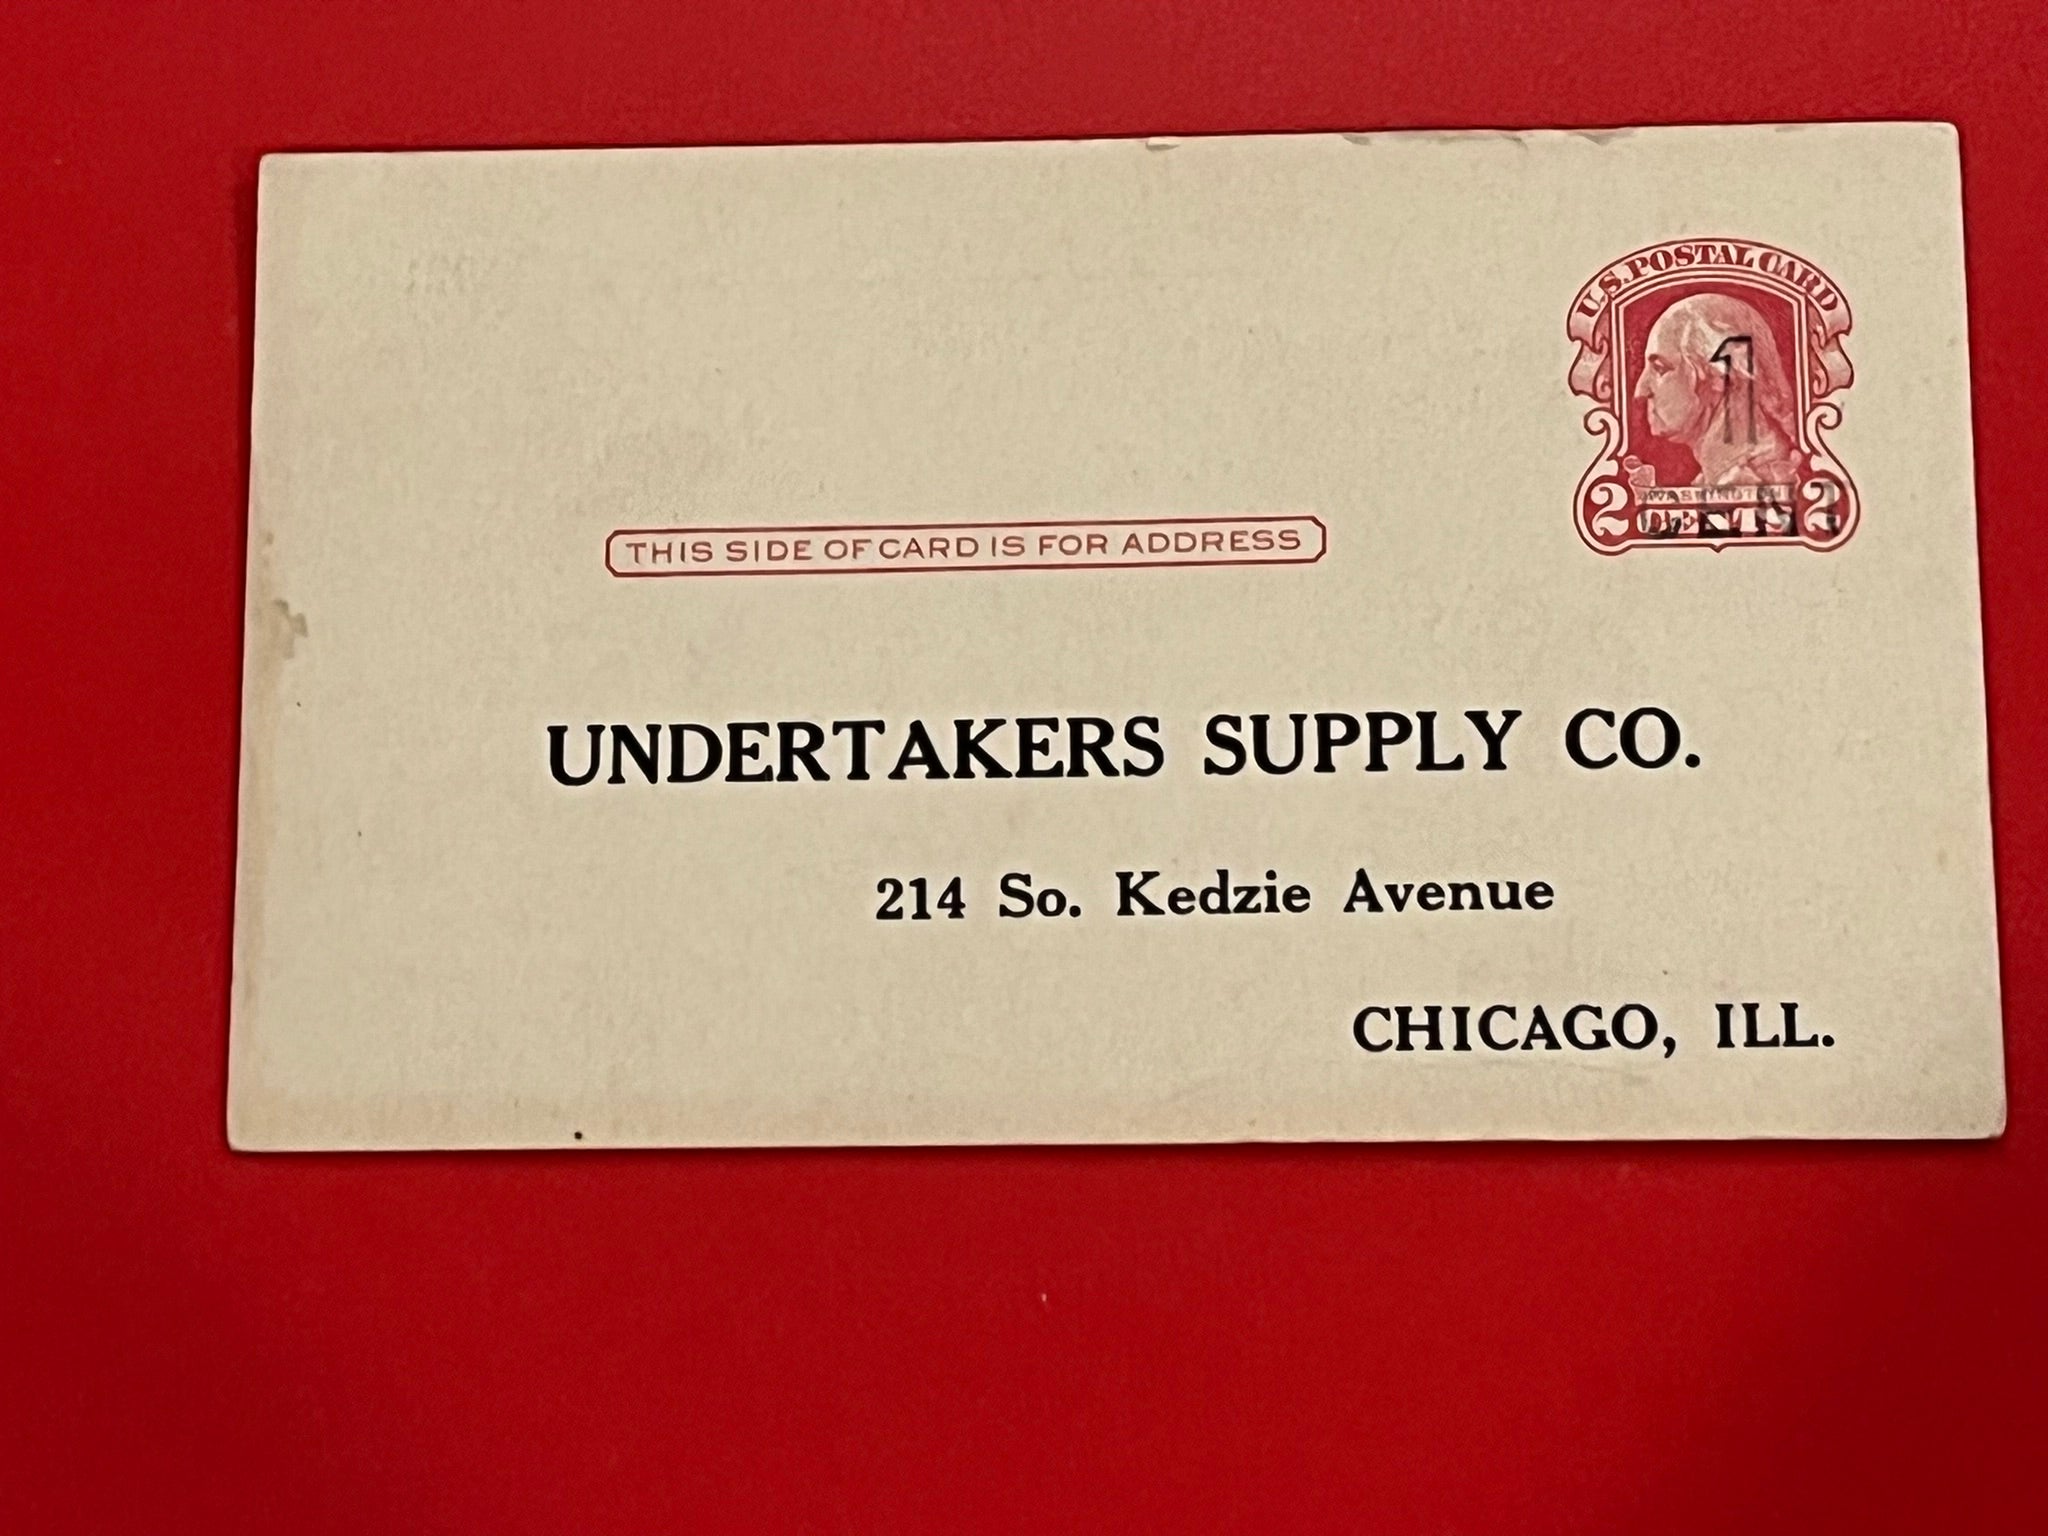 U.S. POSTAL CARD
1
WASHINGTON
2 CENTS 2
CENT
THIS SIDE OF CARD IS FOR ADDRESS
UNDERTAKERS SUPPLY CO.
214 So. Kedzie Avenue
CHICAGO, ILL.